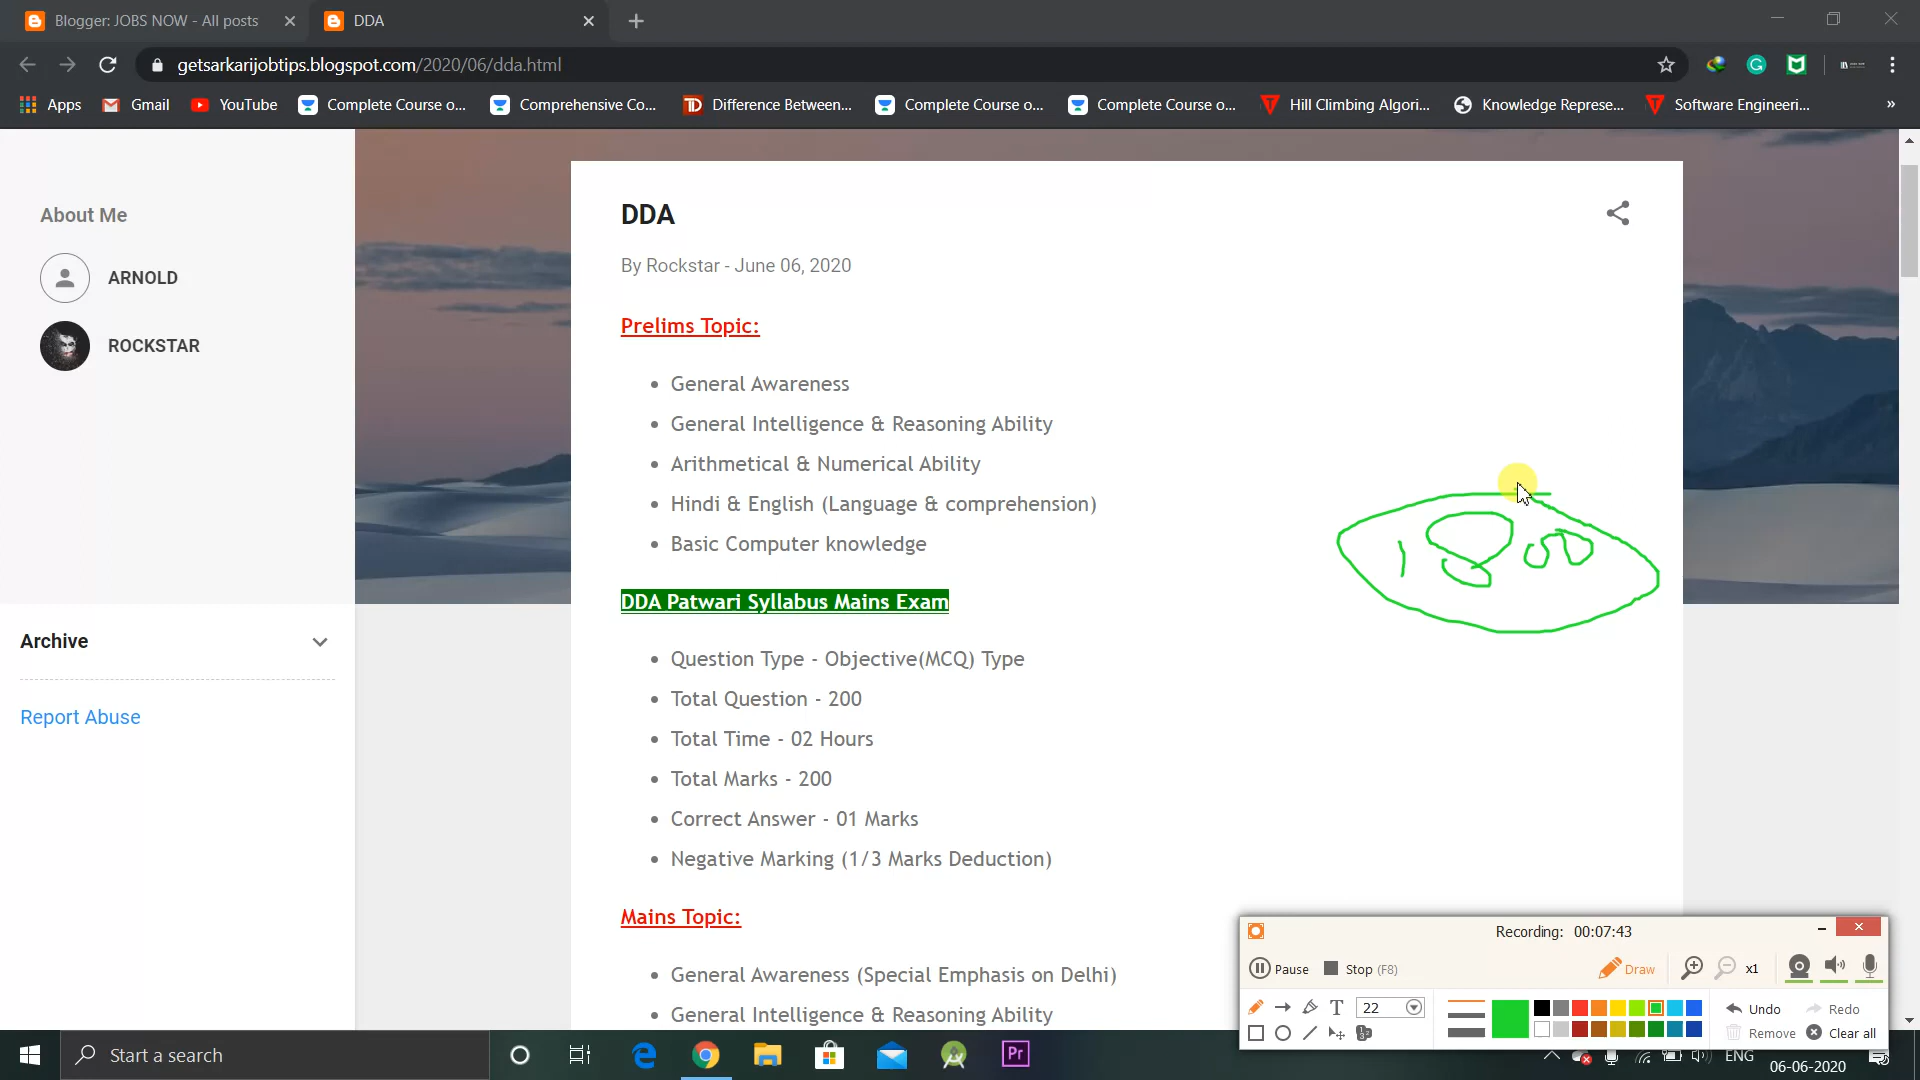 Blogger: JOBS NOW - All posts
DDA
getsarkarijobtips.blogspot.com/2020/06/dda.html
Apps
Gmail
YouTube
Complete Course o...
Comprehensive Co...
Difference Between...
Complete Course o...
Complete Course o...
Hill Climbing Algori...
Knowledge Represe...
Software Engineeri...
»
About Me
ARNOLD
ROCKSTAR
Archive
Report Abuse
DDA
By Rockstar - June 06, 2020
Prelims Topic:
• General Awareness
• General Intelligence & Reasoning Ability
• Arithmetical & Numerical Ability
• Hindi & English (Language & comprehension)
• Basic Computer knowledge
DDA Patwari Syllabus Mains Exam
• Question Type - Objective(MCQ) Type
• Total Question - 200
• Total Time - 02 Hours
• Total Marks - 200
• Correct Answer - 01 Marks
• Negative Marking (1/3 Marks Deduction)
Mains Topic:
• General Awareness (Special Emphasis on Delhi)
• General Intelligence & Reasoning Ability
Recording: 00:07:43
Pause
Stop (F8)
Draw
x1
T
22
Undo
Redo
Remove
Clear all
Start a search
Pr
ENG
06-06-2020